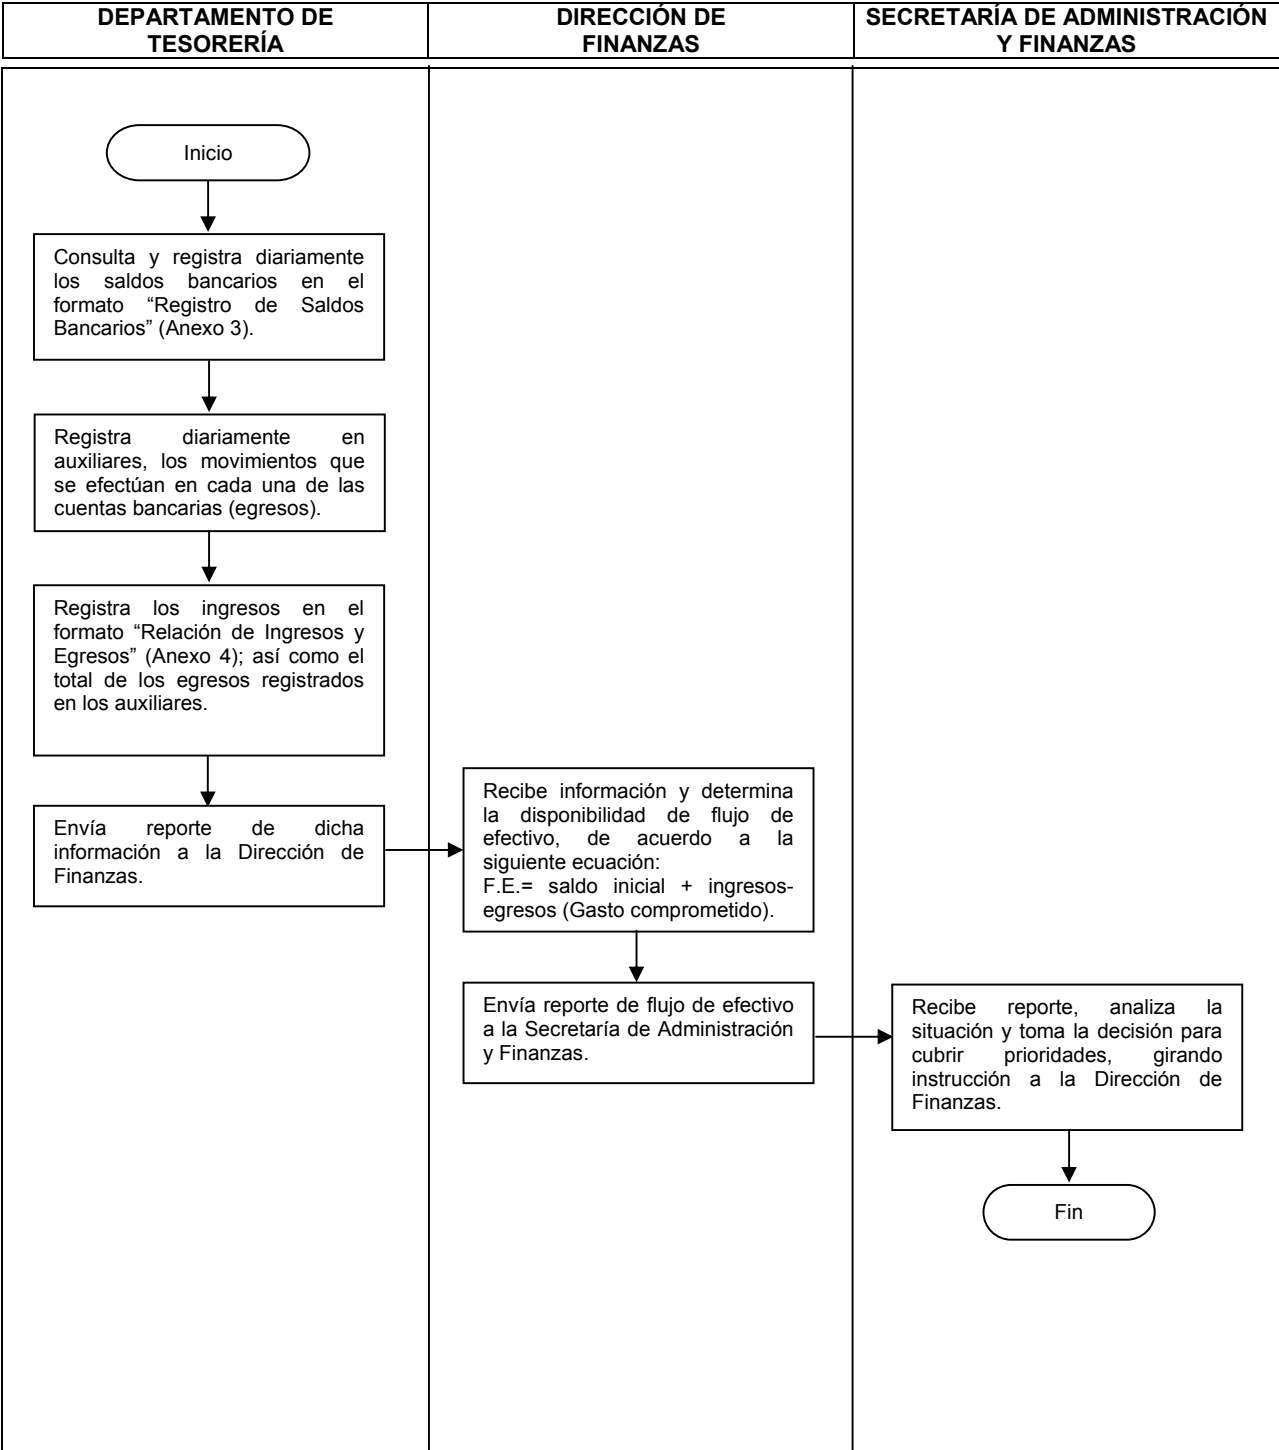 DEPARTAMENTO DE
TESORERÍA
DIRECCIÓN DE
FINANZAS
SECRETARÍA DE ADMINISTRACIÓN
Y FINANZAS
Inicio
Consulta y registra diariamente
los saldos bancarios en el
formato “Registro de Saldos
Bancarios” (Anexo 3).
Registra diariamente en
auxiliares, los movimientos que
se efectúan en cada una de las
cuentas bancarias (egresos).
Registra los ingresos en el
formato “Relación de Ingresos y
Egresos” (Anexo 4); así como el
total de los egresos registrados
en los auxiliares.
Envía reporte de dicha
información a la Dirección de
Finanzas.
Recibe información y determina
la disponibilidad de flujo de
efectivo, de acuerdo a la
siguiente ecuación:
F.E.= saldo inicial + ingresos-
egresos (Gasto comprometido).
Envía reporte de flujo de efectivo
a la Secretaría de Administración
y Finanzas.
Recibe reporte, analiza la
situación y toma la decisión para
cubrir prioridades, girando
instrucción a la Dirección de
Finanzas.
Fin